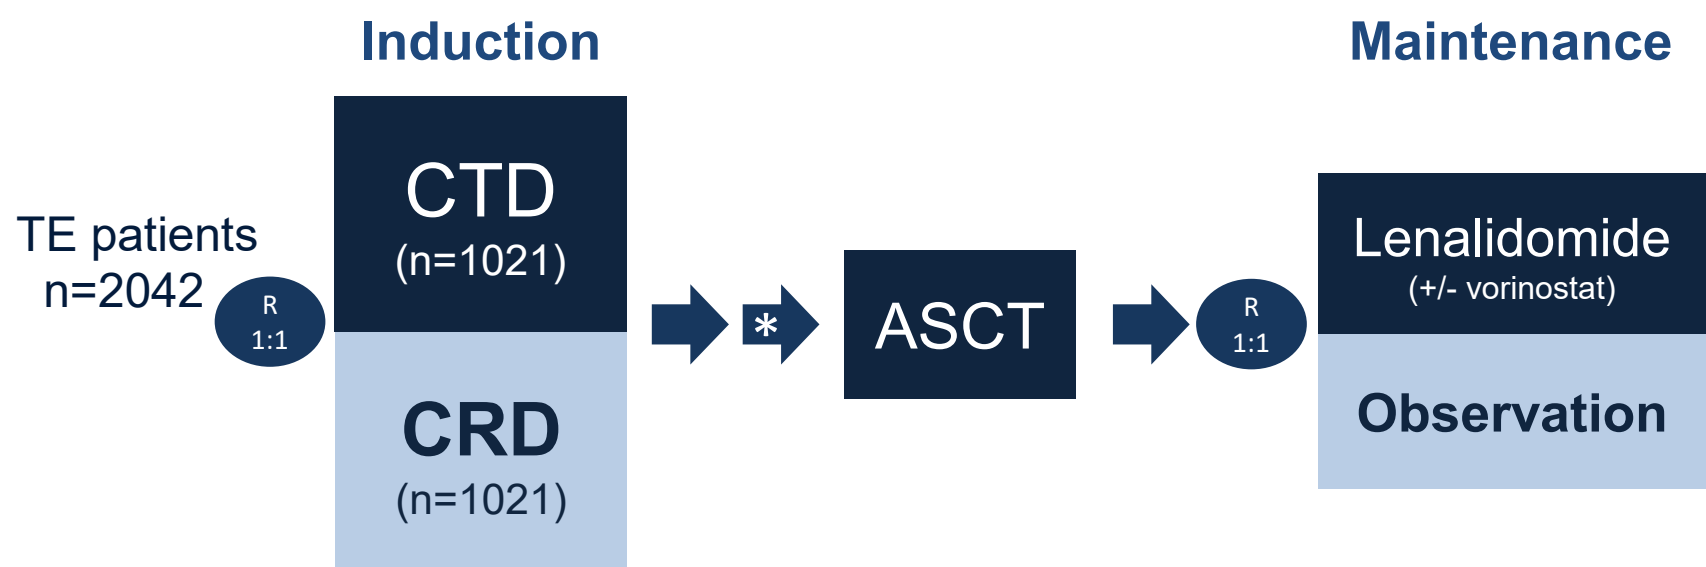 Induction
Maintenance
TE patients
n=2042
R
1:1
CTD
(n=1021)
CRD
(n=1021)
*
ASCT
R
1:1
Lenalidomide
(+/- vorinostat)
Observation